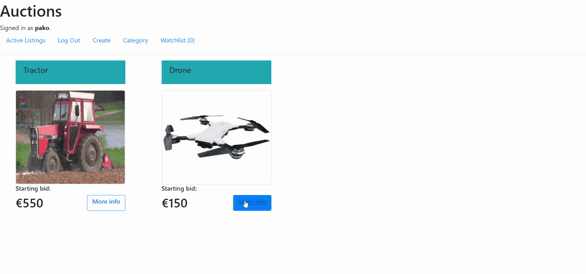 Auctions
Signed in as pako.
Active Listings Log Out Create Category Watchlist (0)
Tractor
Drone
Starting bid:
€550
More info
Starting bid:
€150